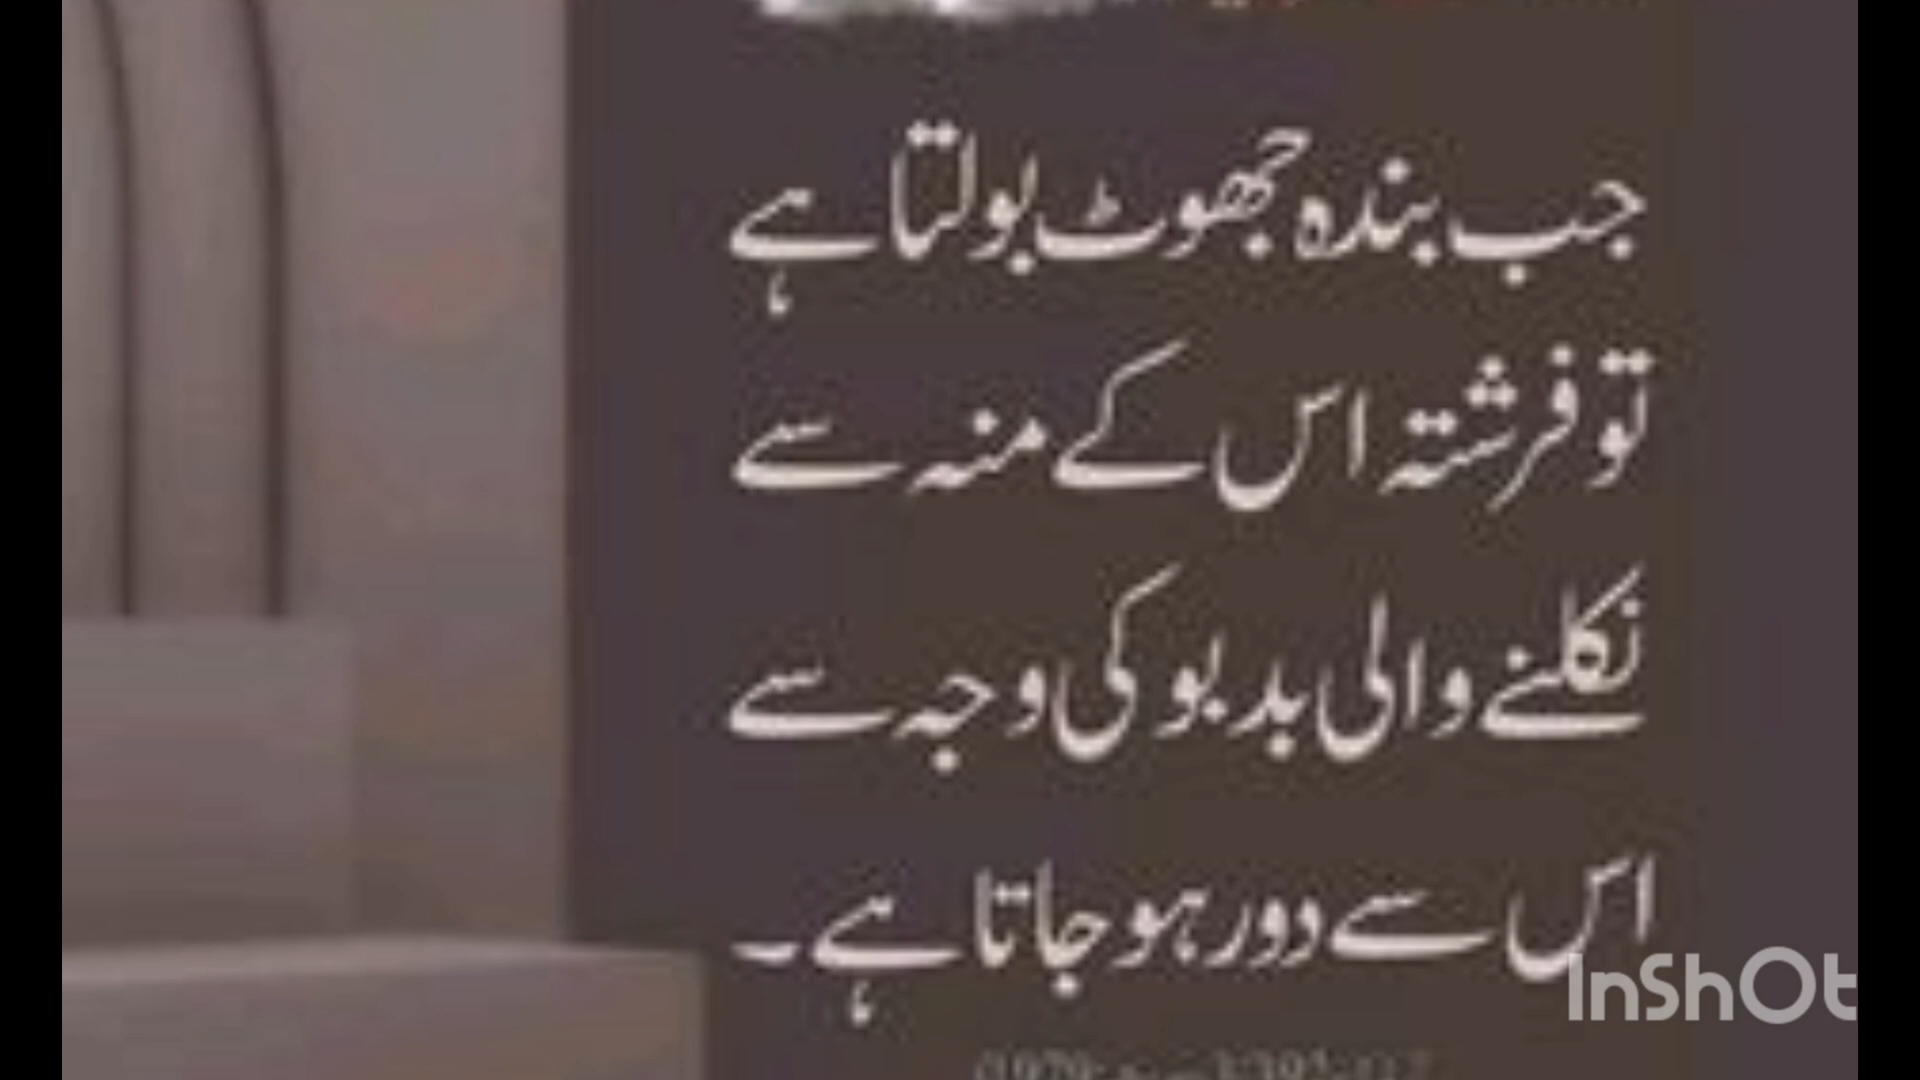 جب بندہ جھوٹ بولتا ہے
تو فرشتہ اس کے منہ سے
نکلنے والی بدبو کی وجہ سے
اس سے دور ہو جاتا ہے۔
InShOt